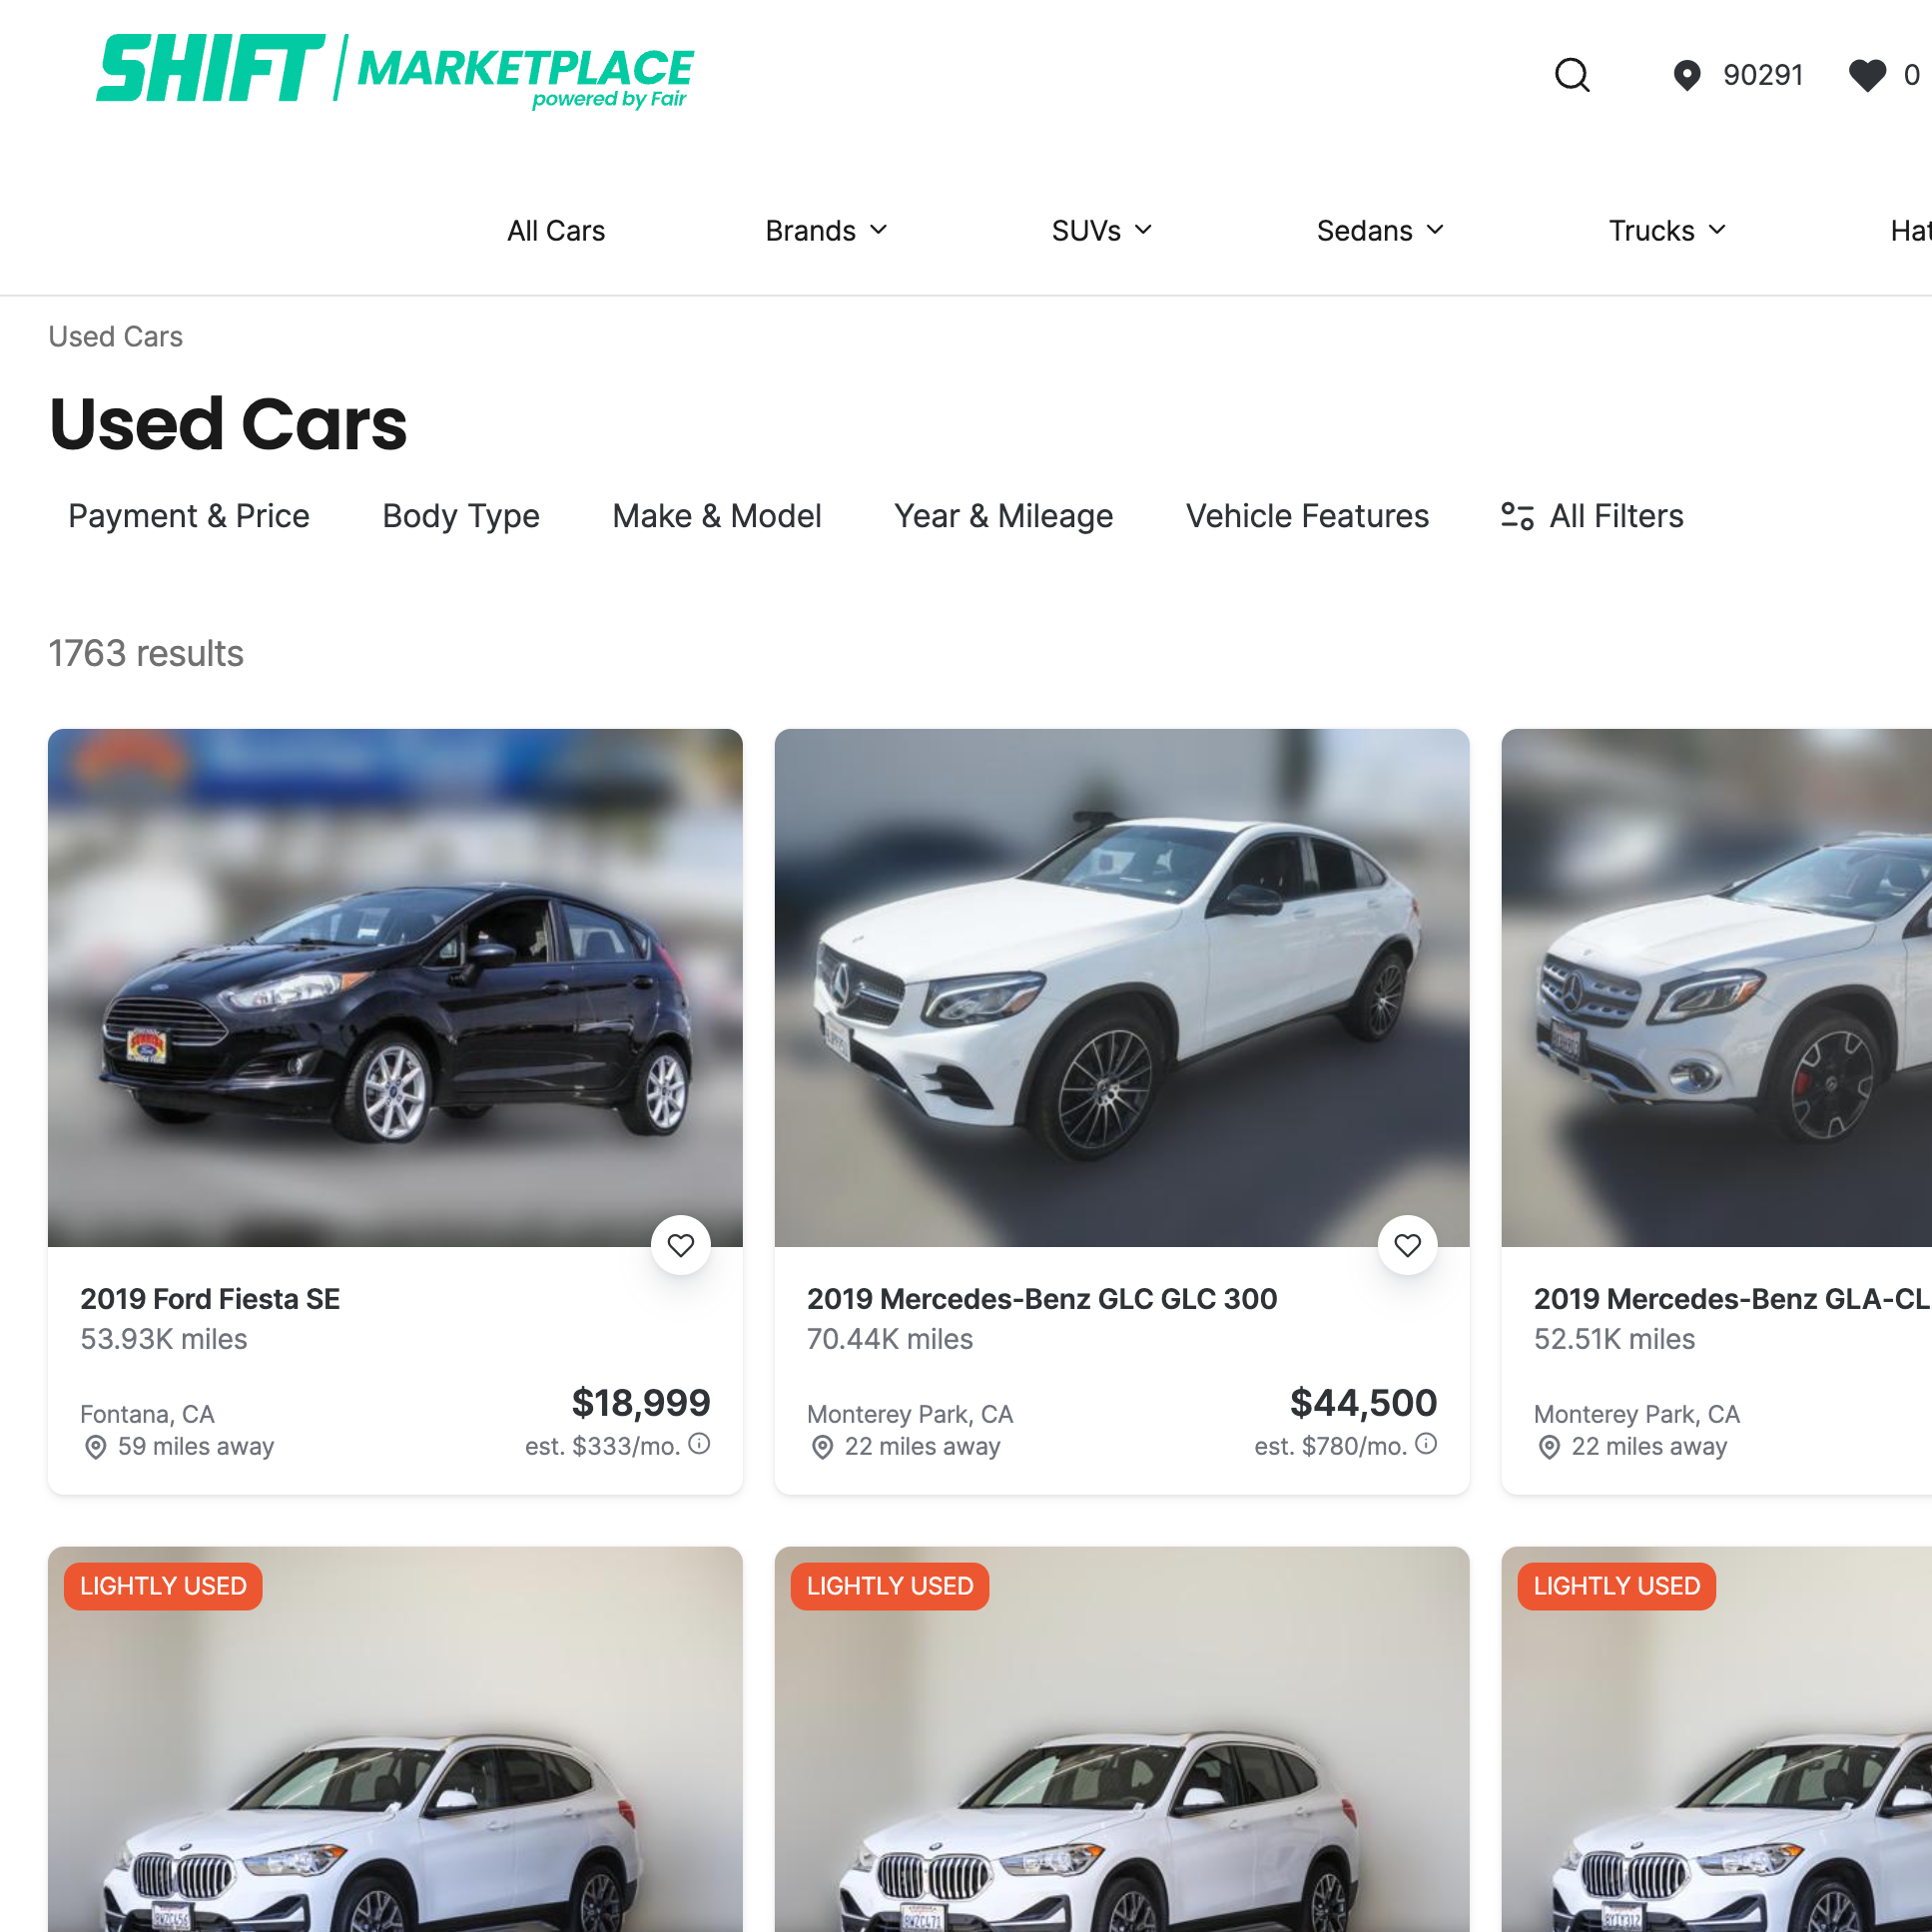 SHIFT | MARKETPLACE
powered by Fair
90291
0
All Cars
Brands
SUVs
Sedans
Trucks
Hat
Used Cars
Used Cars
Payment & Price
Body Type
Make & Model
Year & Mileage
Vehicle Features
All Filters
1763 results
2019 Ford Fiesta SE
53.93K miles
Fontana, CA
59 miles away
$18,999
est. $333/mo.
2019 Mercedes-Benz GLC GLC 300
70.44K miles
Monterey Park, CA
22 miles away
$44,500
est. $780/mo.
2019 Mercedes-Benz GLA-CL
52.51K miles
Monterey Park, CA
22 miles away
LIGHTLY USED
LIGHTLY USED
LIGHTLY USED